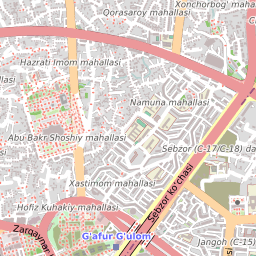 Xonchorbog' mahallasi
Qorasaroy mahallasi
Hazrati Imom mahallasi
Namuna mahallasi
Abu Bakr Shoshiy mahallasi
Sebzor (C-17/C-18) da
Xastimom mahallasi
Sebzor ko'chasi
Hofiz Kuhakiy mahallasi
Zarqaynar
G'afur G'ulom
Jangoh (C-15)